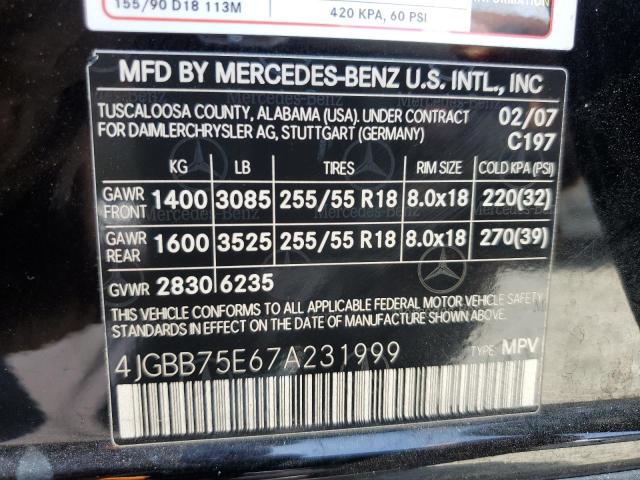 155/90 D18 113M
420 KPA, 60 PSI
INFORMATION
MFD BY MERCEDES-BENZ U.S. INTL., INC
TUSCALOOSA COUNTY, ALABAMA (USA). UNDER CONTRACT 02/07
FOR DAIMLERCHRYSLER AG, STUTTGART (GERMANY) C197
KG LB TIRES RIM SIZE COLD KPA (PSI)
GAWR FRONT 1400 3085 255/55 R18 8.0x18 220(32)
GAWR REAR 1600 3525 255/55 R18 8.0x18 270(39)
GVWR 2830 6235
THIS VEHICLE CONFORMS TO ALL APPLICABLE FEDERAL MOTOR VEHICLE SAFETY
STANDARDS IN EFFECT ON THE DATE OF MANUFACTURE SHOWN ABOVE.
4JGBB75E67A231999 TYPE: MPV